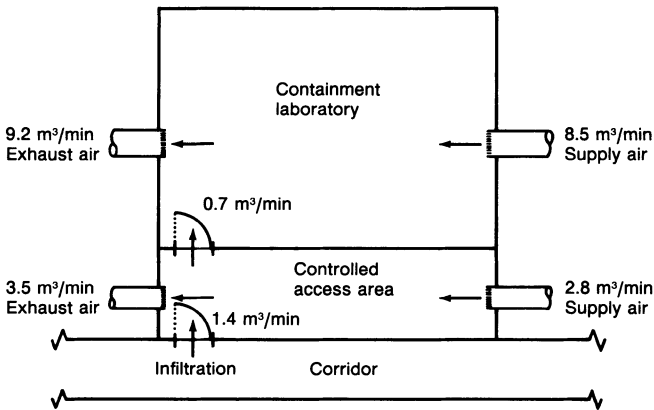 Containment
laboratory
9.2 m³/min
Exhaust air
8.5 m³/min
Supply air
0.7 m³/min
Controlled
access area
3.5 m³/min
Exhaust air
2.8 m³/min
Supply air
1.4 m³/min
Infiltration
Corridor